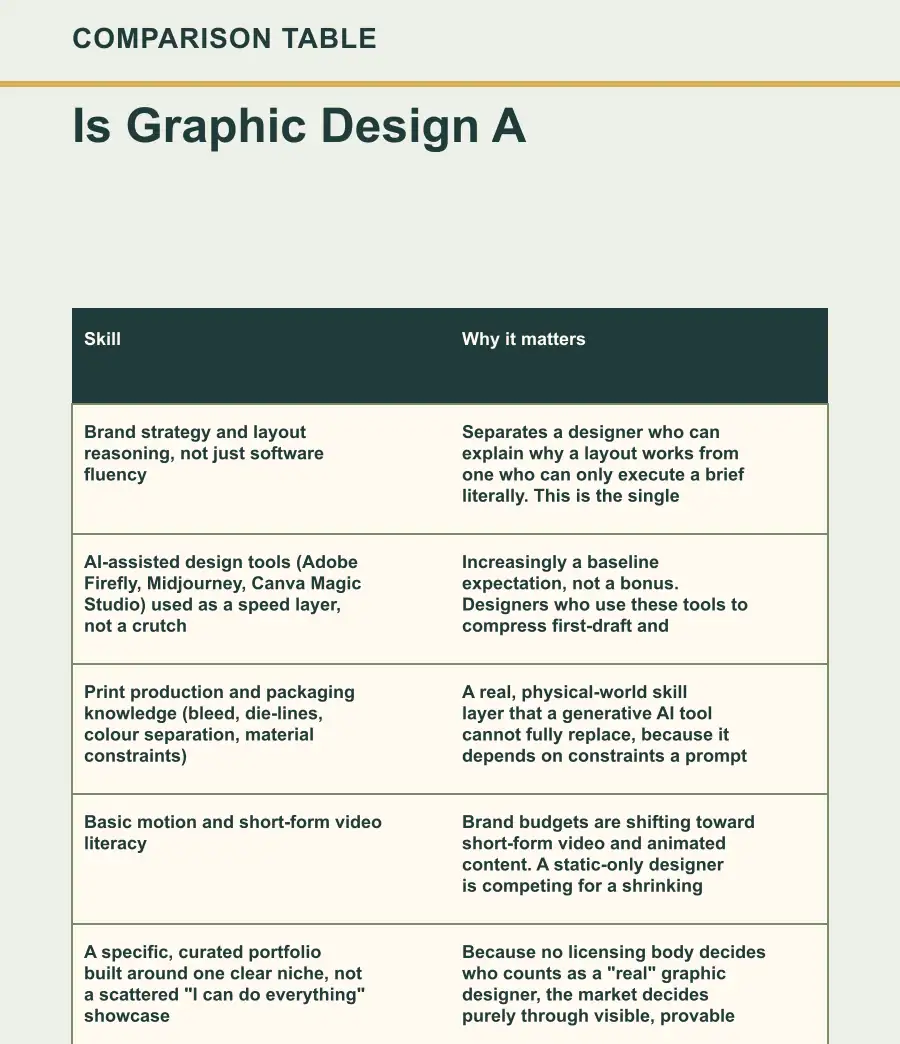 COMPARISON TABLE
Is Graphic Design A
Skill
Why it matters
Brand strategy and layout
reasoning, not just software
fluency
Separates a designer who can
explain why a layout works from
one who can only execute a brief
literally. This is the single
AI-assisted design tools (Adobe
Firefly, Midjourney, Canva Magic
Studio) used as a speed layer,
not a crutch
Increasingly a baseline
expectation, not a bonus.
Designers who use these tools to
compress first-draft and
Print production and packaging
knowledge (bleed, die-lines,
colour separation, material
constraints)
A real, physical-world skill
layer that a generative AI tool
cannot fully replace, because it
depends on constraints a prompt
Basic motion and short-form video
literacy
Brand budgets are shifting toward
short-form video and animated
content. A static-only designer
is competing for a shrinking
A specific, curated portfolio
built around one clear niche, not
a scattered "I can do everything"
showcase
Because no licensing body decides
who counts as a "real" graphic
designer, the market decides
purely through visible, provable